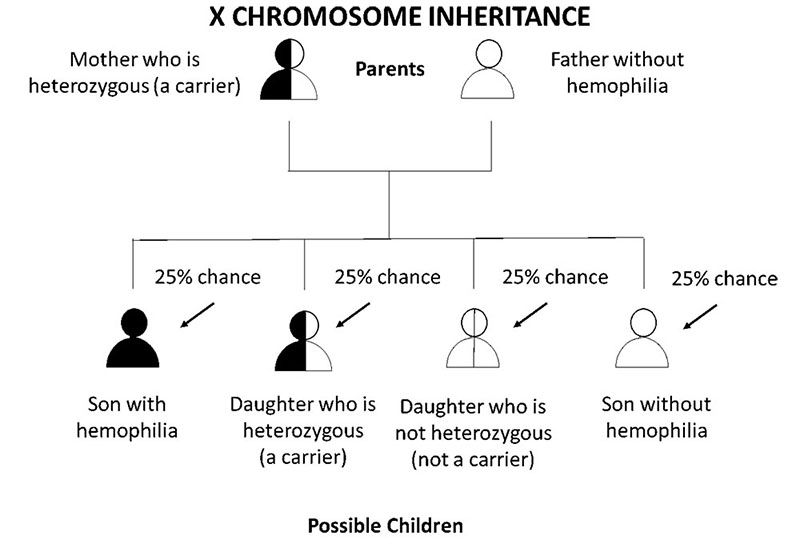 X CHROMOSOME INHERITANCE
Mother who is
heterozygous (a carrier)
Parents
Father without
hemophilia
25% chance
25% chance
25% chance
25% chance
Son with
hemophilia
Daughter who is
heterozygous
(a carrier)
Daughter who is
not heterozygous
(not a carrier)
Son without
hemophilia
Possible Children